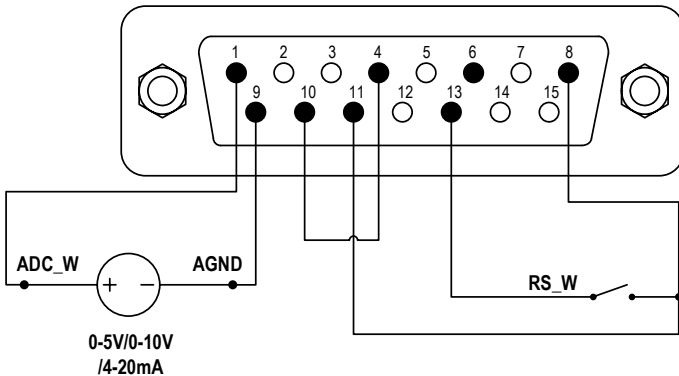 1 2 3 4 5 6 7 8
9 10 11 12 13 14 15
ADC_W + − AGND
RS_W
0-5V/0-10V
/4-20mA